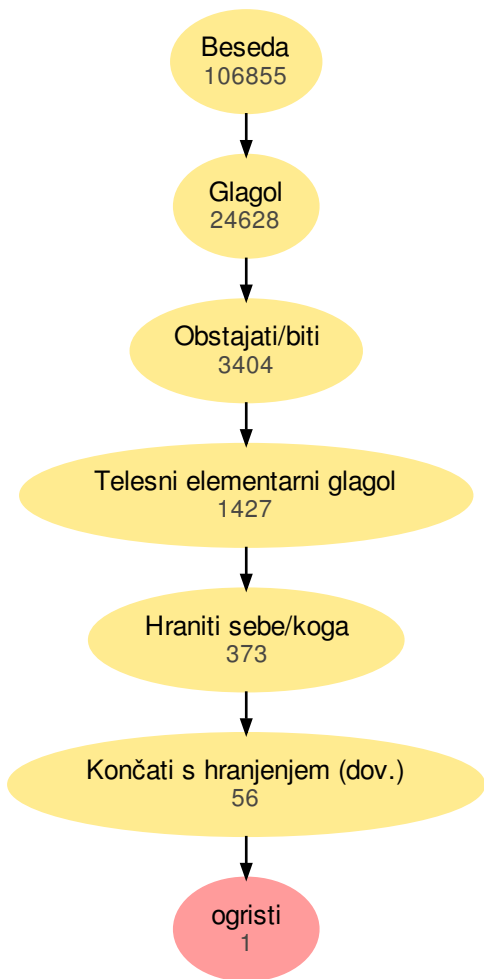 Beseda
106855
Glagol
24628
Obstajati/biti
3404
Telesni elementarni glagol
1427
Hraniti sebe/koga
373
Končati s hranjenjem (dov.)
56
ogristi
1